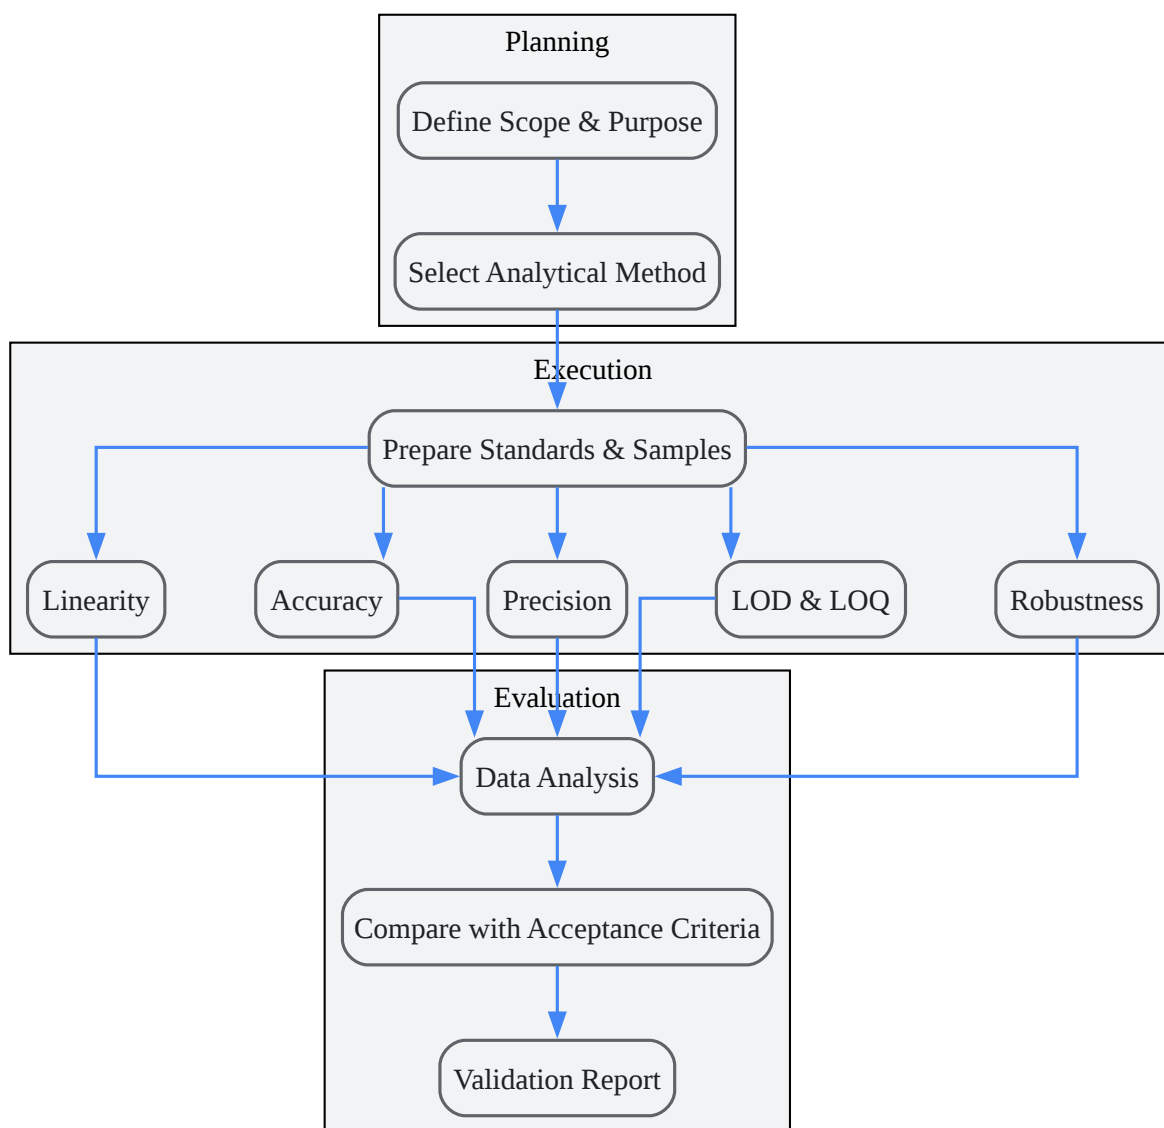 Planning
Define Scope & Purpose
Select Analytical Method
Execution
Prepare Standards & Samples
Linearity
Accuracy
Precision
LOD & LOQ
Robustness
Evaluation
Data Analysis
Compare with Acceptance Criteria
Validation Report